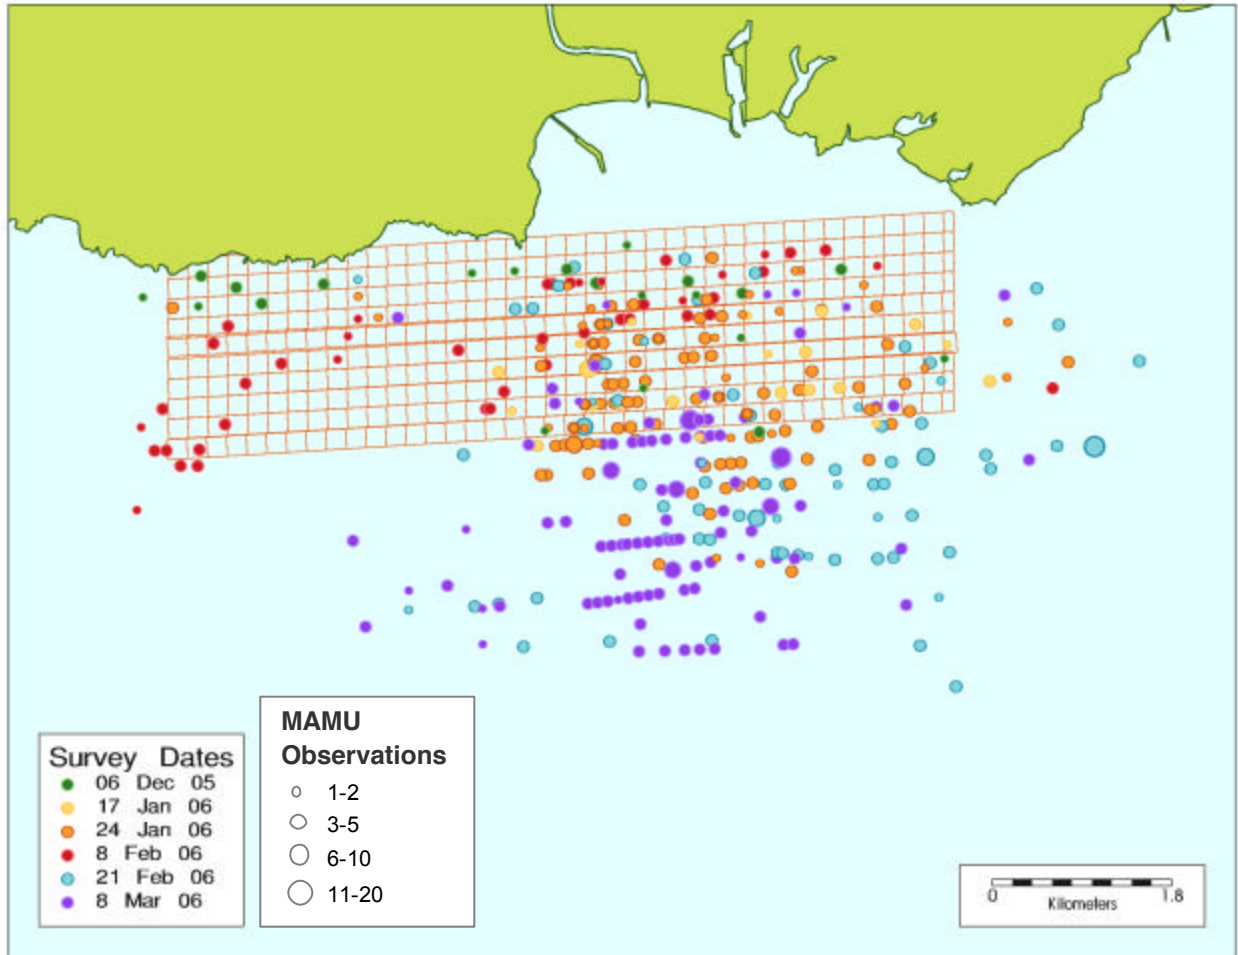 MAMU
Observations
1-2
3-5
6-10
11-20
Survey Dates
06 Dec 05
17 Jan 06
24 Jan 06
8 Feb 06
21 Feb 06
8 Mar 06
0 1.8
Kilometers